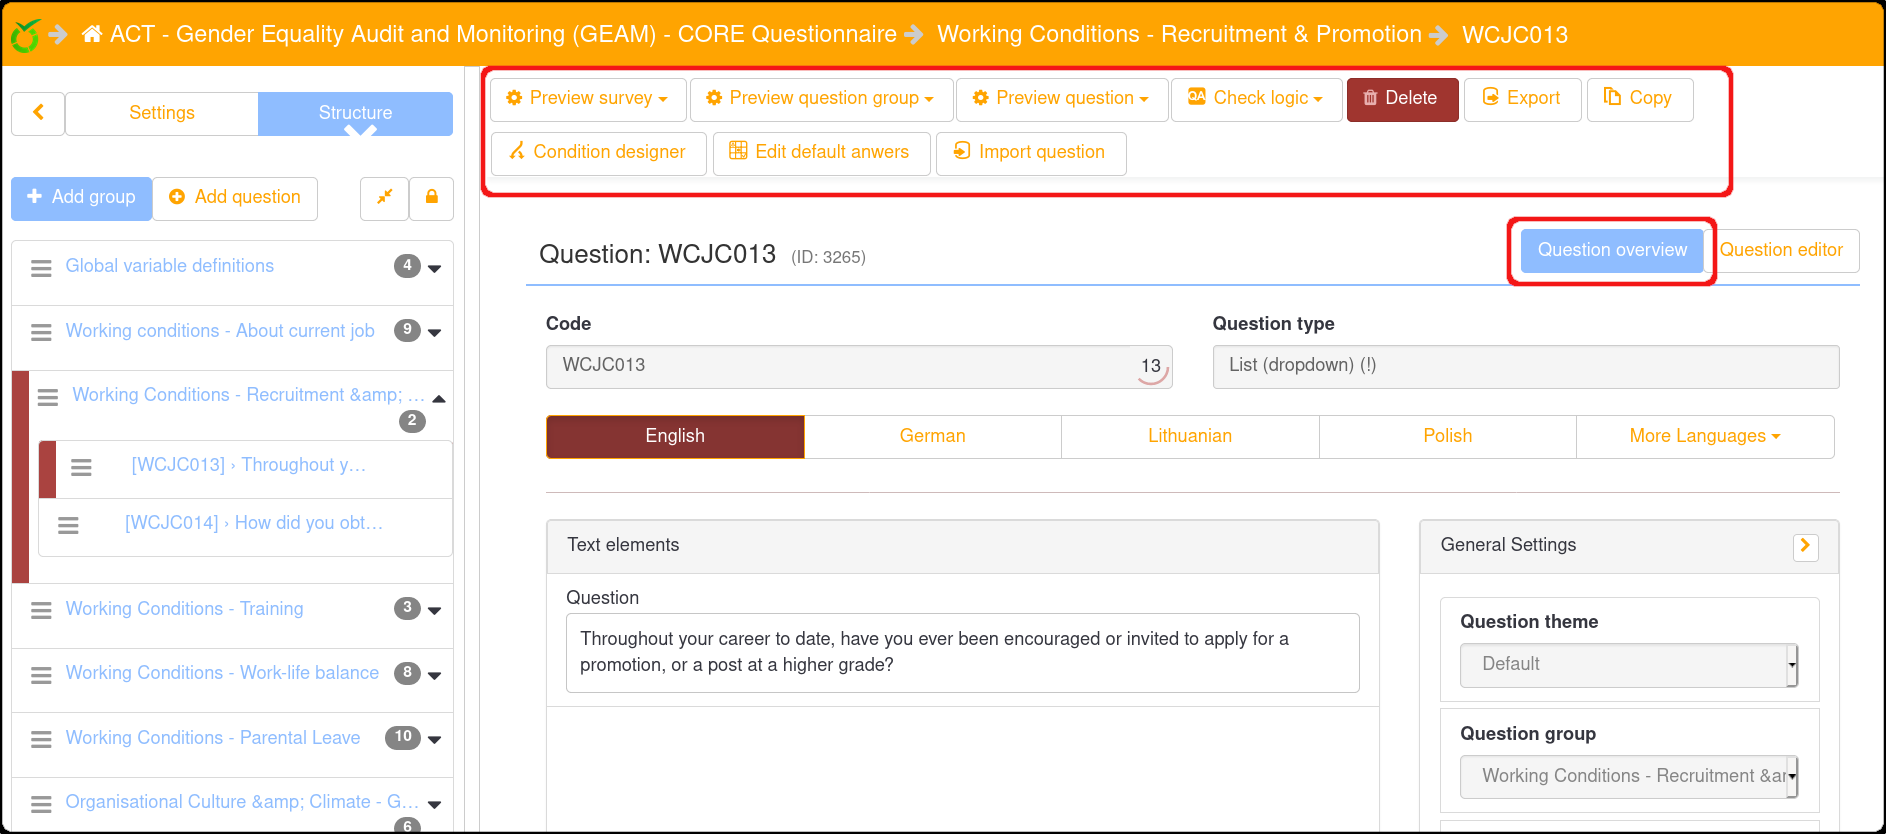 ACT - Gender Equality Audit and Monitoring (GEAM) - CORE Questionnaire Working Conditions - Recruitment & Promotion WCJC013
Settings Structure
Add group Add question
Global variable definitions 4
Working conditions - About current job 9
Working Conditions - Recruitment &amp; ...
2
[WCJC013] › Throughout y...
[WCJC014] › How did you obt...
Working Conditions - Training 3
Working Conditions - Work-life balance 8
Working Conditions - Parental Leave 10
Organisational Culture &amp; Climate - G...
6
Preview survey Preview question group Preview question QA Check logic Delete Export Copy
Condition designer Edit default anwers Import question
Question: WCJC013 (ID: 3265)
Question overview Question editor
Code
WCJC013 13
Question type
List (dropdown) (!)
English German Lithuanian Polish More Languages
Text elements
Question
Throughout your career to date, have you ever been encouraged or invited to apply for a
promotion, or a post at a higher grade?
General Settings
Question theme
Default
Question group
Working Conditions - Recruitment &ar